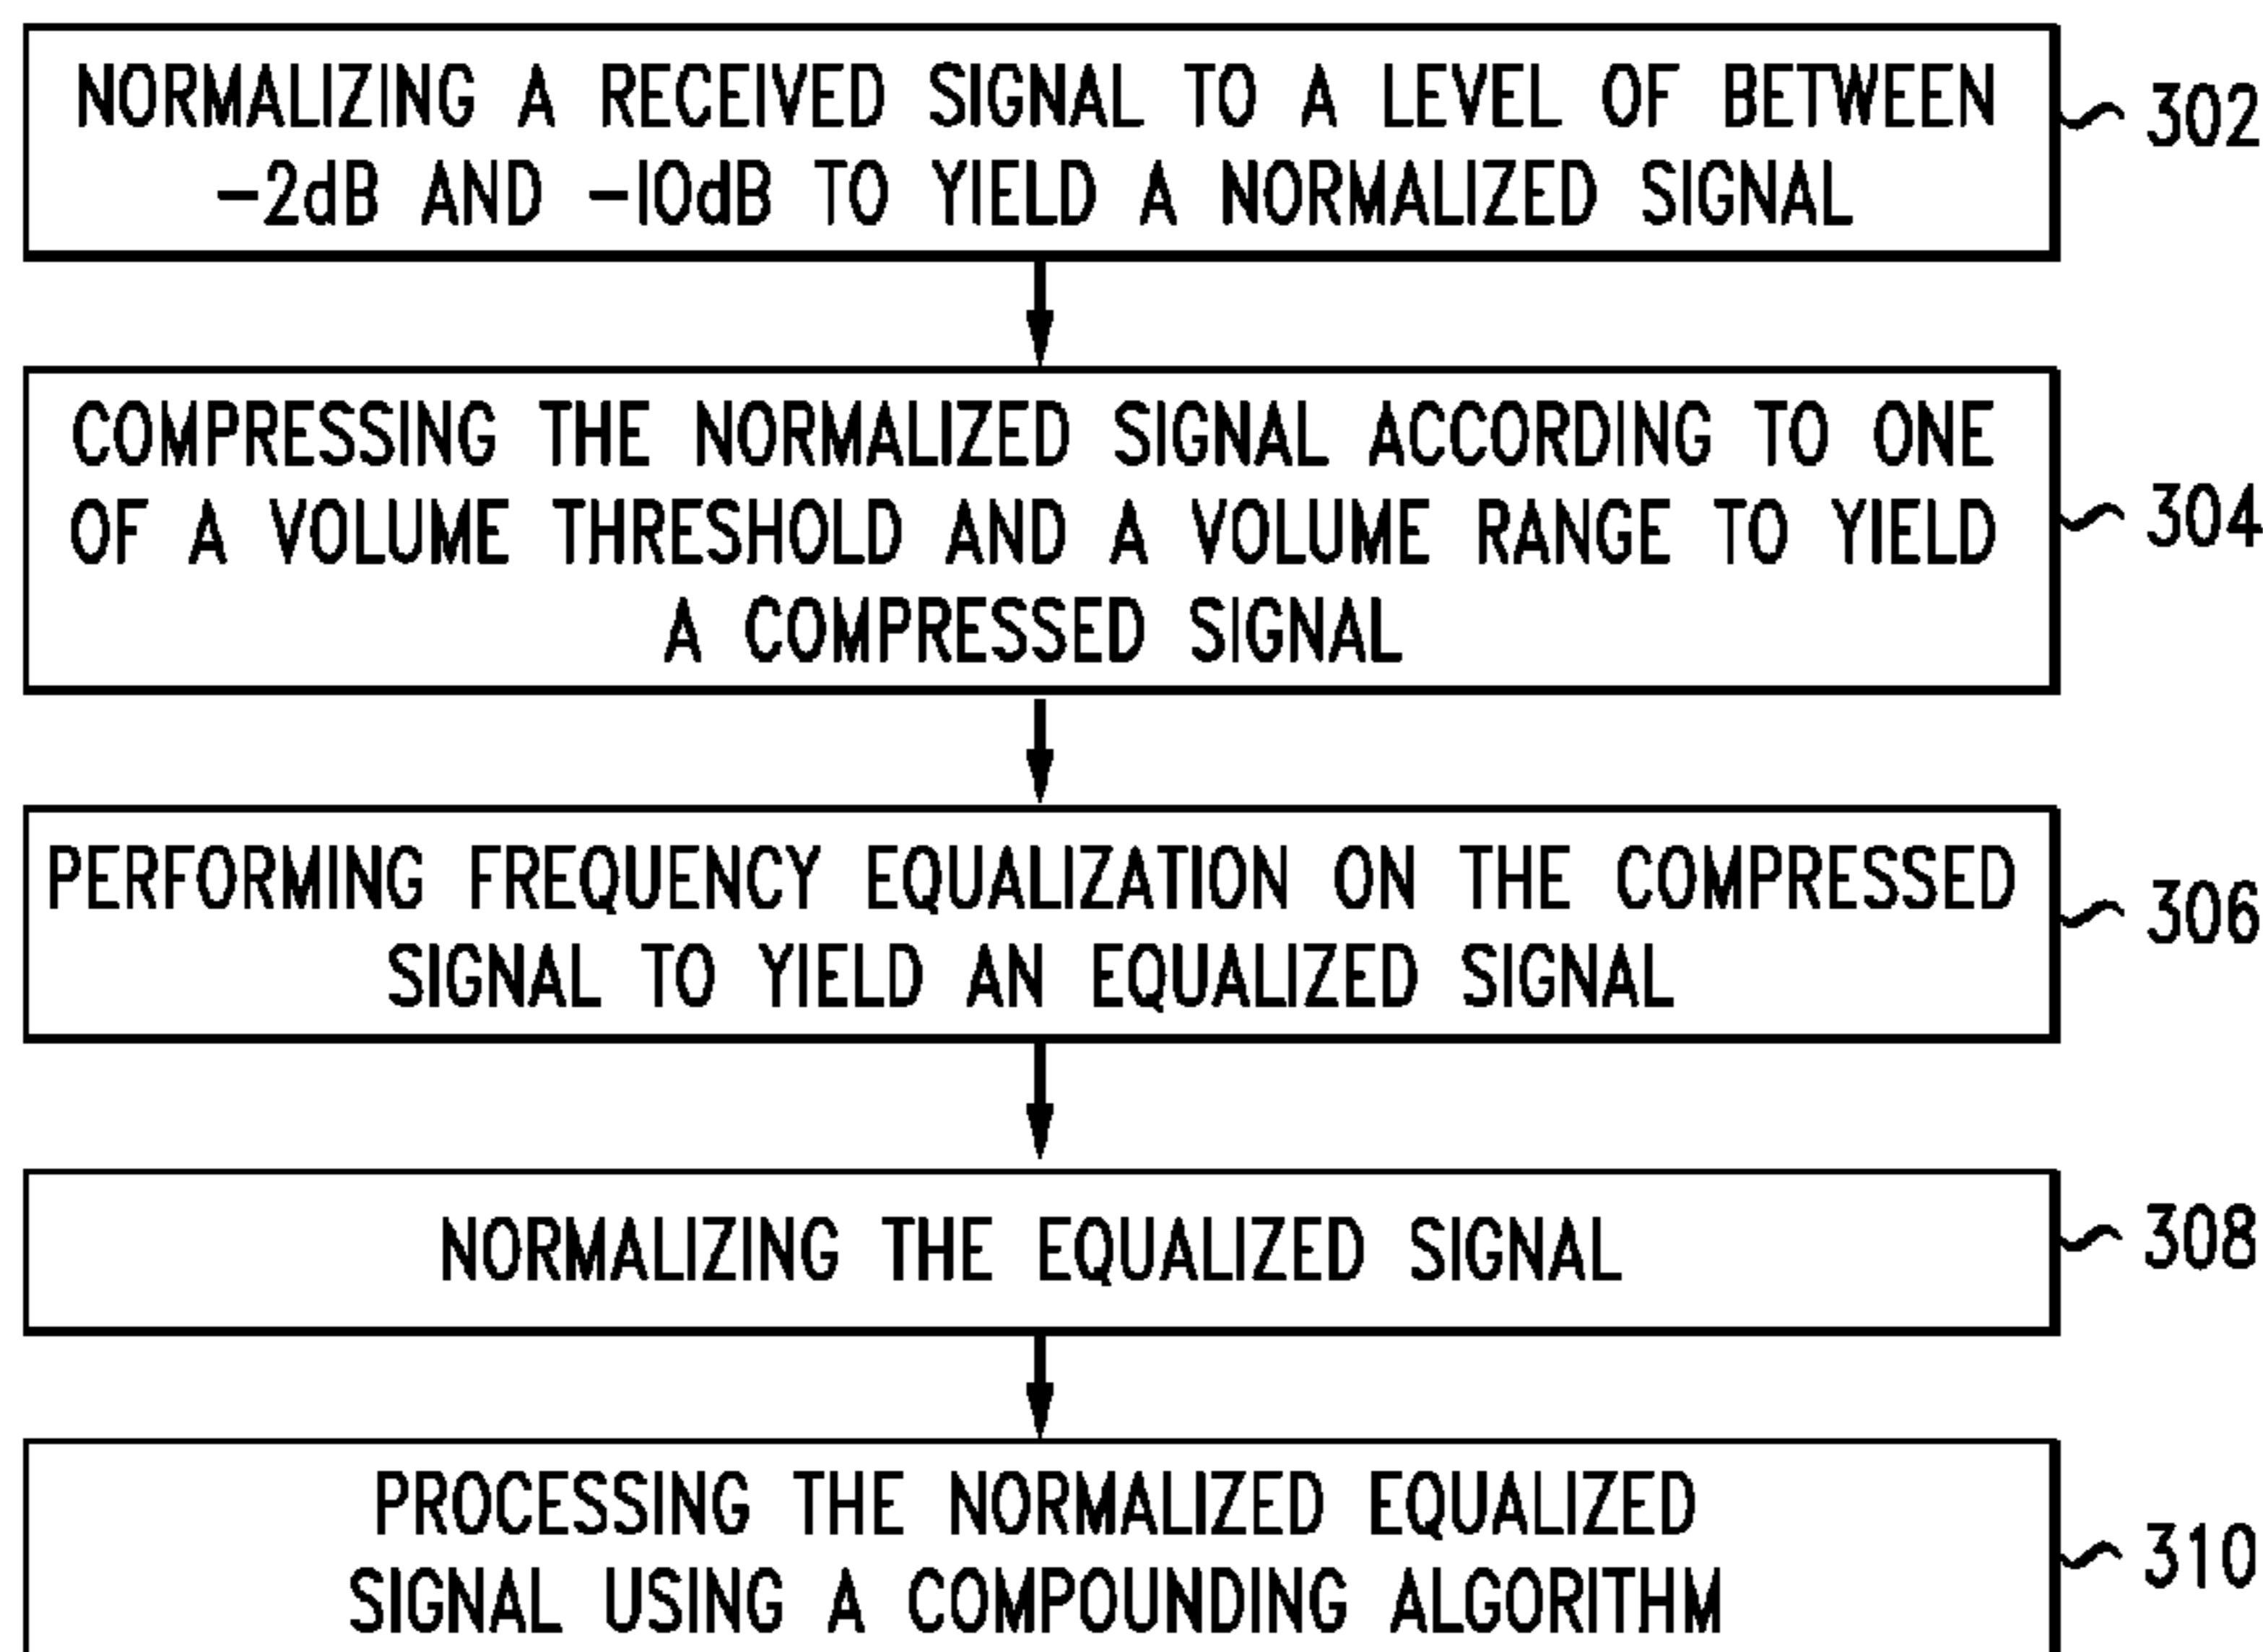 NORMALIZING A RECEIVED SIGNAL TO A LEVEL OF BETWEEN
-2dB AND -10dB TO YIELD A NORMALIZED SIGNAL
302
COMPRESSING THE NORMALIZED SIGNAL ACCORDING TO ONE
OF A VOLUME THRESHOLD AND A VOLUME RANGE TO YIELD
A COMPRESSED SIGNAL
304
PERFORMING FREQUENCY EQUALIZATION ON THE COMPRESSED
SIGNAL TO YIELD AN EQUALIZED SIGNAL
306
NORMALIZING THE EQUALIZED SIGNAL
308
PROCESSING THE NORMALIZED EQUALIZED
SIGNAL USING A COMPOUNDING ALGORITHM
310